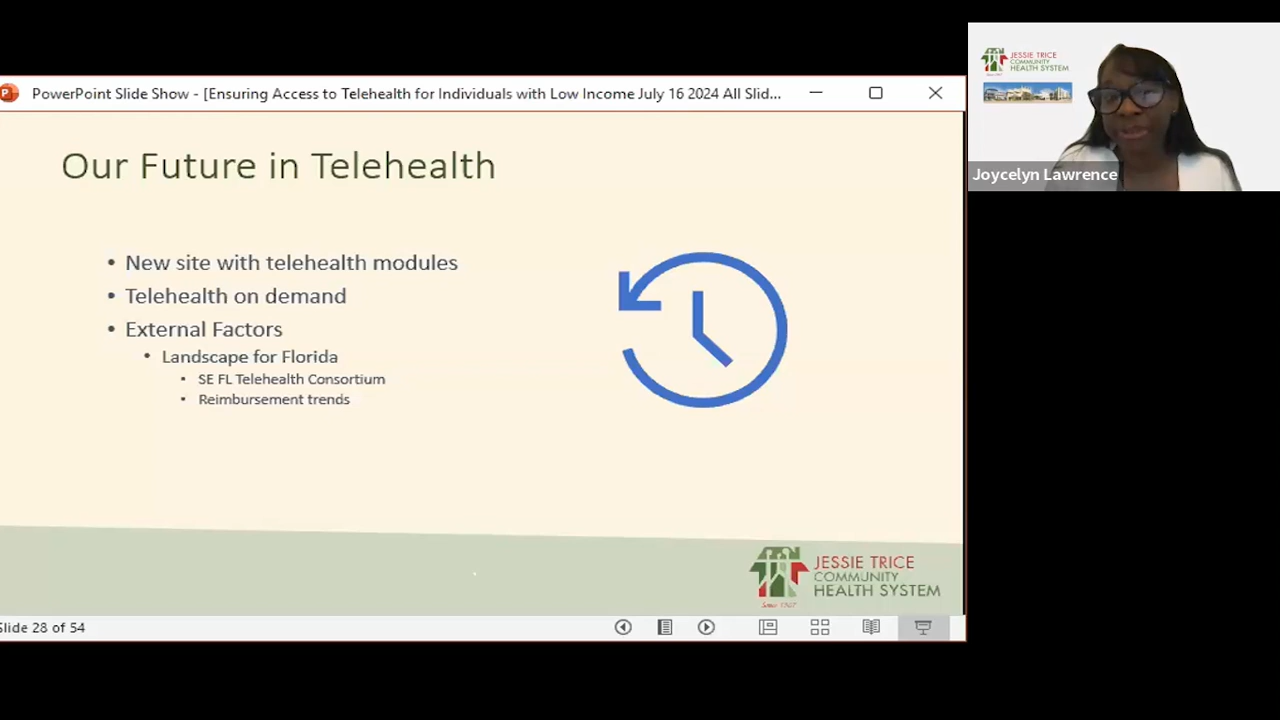 PowerPoint Slide Show - [Ensuring Access to Telehealth for Individuals with Low Income July 16 2024 All Slid...
Our Future in Telehealth
• New site with telehealth modules
• Telehealth on demand
• External Factors
• Landscape for Florida
• SE FL Telehealth Consortium
• Reimbursement trends
JESSIE TRICE
COMMUNITY
HEALTH SYSTEM
Since 1967
Slide 28 of 54
JESSIE TRICE
COMMUNITY
HEALTH SYSTEM
Joycelyn Lawrence